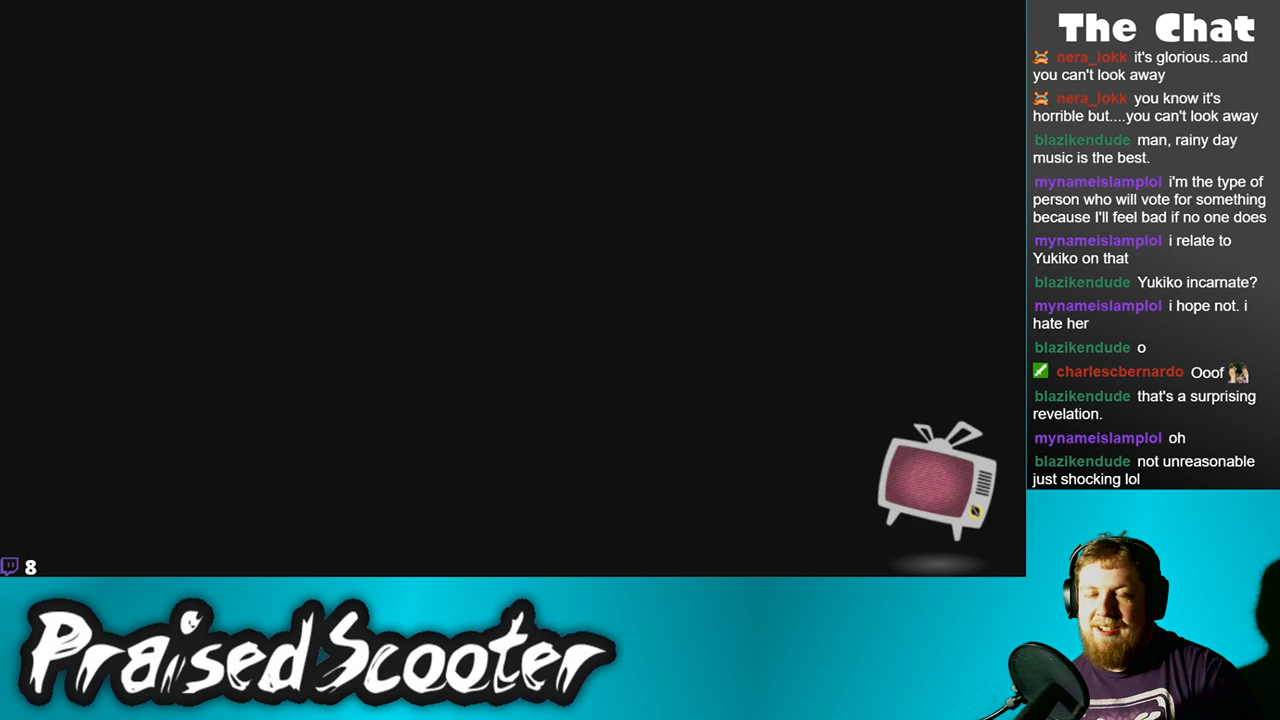 The Chat
nera_lokk it's glorious...and
you can't look away
nera_lokk you know it's
horrible but....you can't look away
blazikendude man, rainy day
music is the best.
mynameislamplol i'm the type of
person who will vote for something
because I'll feel bad if no one does
mynameislamplol i relate to
Yukiko on that
blazikendude Yukiko incarnate?
mynameislamplol i hope not. i
hate her
blazikendude o
charlescbernardo Ooof
blazikendude that's a surprising
revelation.
mynameislamplol oh
blazikendude not unreasonable
just shocking lol
8
PraisedScooter